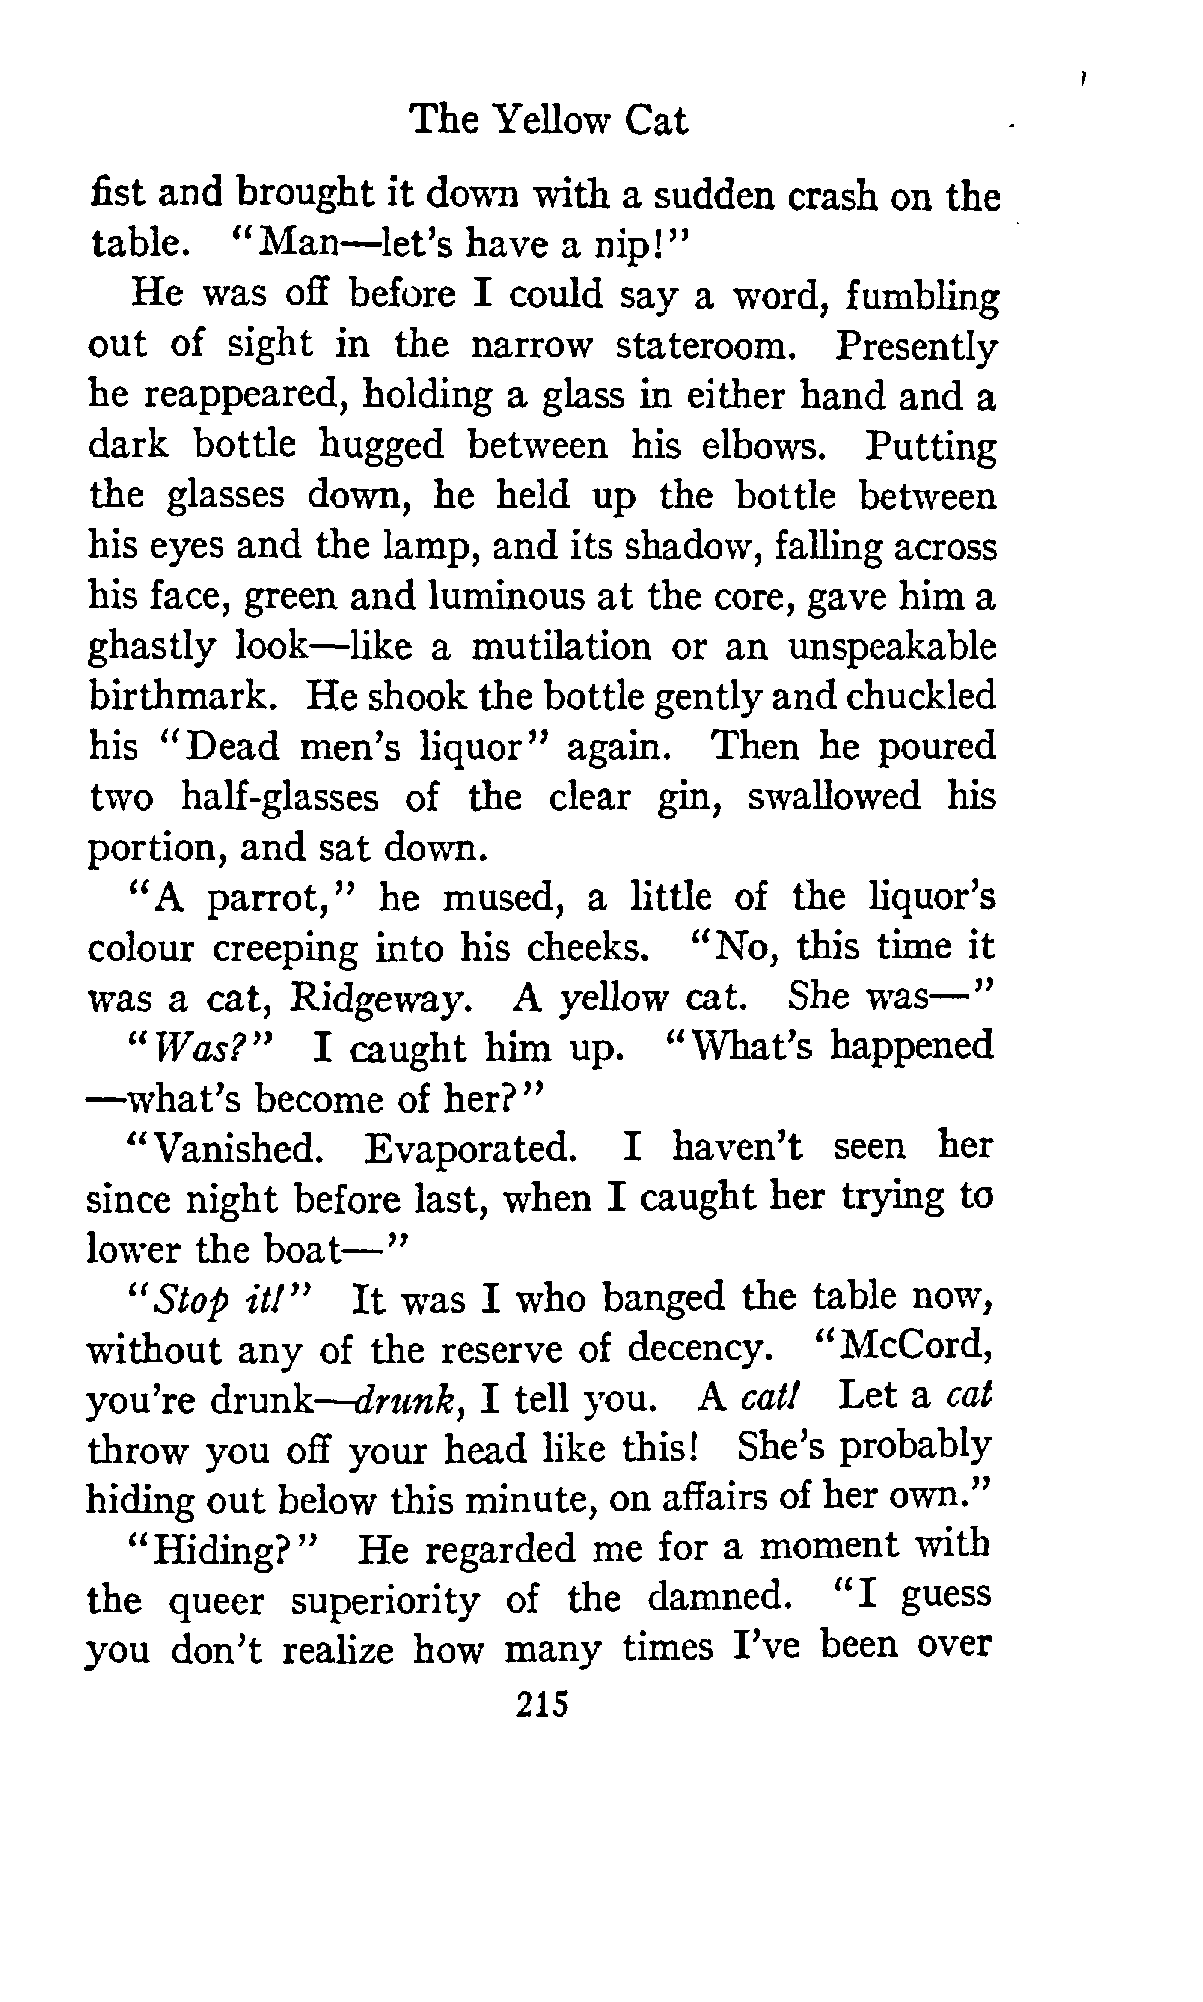 The Yellow Cat
fist and brought it down with a sudden crash on the
table. "Man—let's have a nip!"
He was off before I could say a word, fumbling
out of sight in the narrow stateroom. Presently
he reappeared, holding a glass in either hand and a
dark bottle hugged between his elbows. Putting
the glasses down, he held up the bottle between
his eyes and the lamp, and its shadow, falling across
his face, green and luminous at the core, gave him a
ghastly look—like a mutilation or an unspeakable
birthmark. He shook the bottle gently and chuckled
his "Dead men's liquor" again. Then he poured
two half-glasses of the clear gin, swallowed his
portion, and sat down.
"A parrot," he mused, a little of the liquor's
colour creeping into his cheeks. "No, this time it
was a cat, Ridgeway. A yellow cat. She was—"
"Was?" I caught him up. "What's happened
—what's become of her?"
"Vanished. Evaporated. I haven't seen her
since night before last, when I caught her trying to
lower the boat—"
"Stop it!" It was I who banged the table now,
without any of the reserve of decency. "McCord,
you're drunk—drunk, I tell you. A cat! Let a cat
throw you off your head like this! She's probably
hiding out below this minute, on affairs of her own."
"Hiding?" He regarded me for a moment with
the queer superiority of the damned. "I guess
you don't realize how many times I've been over
215